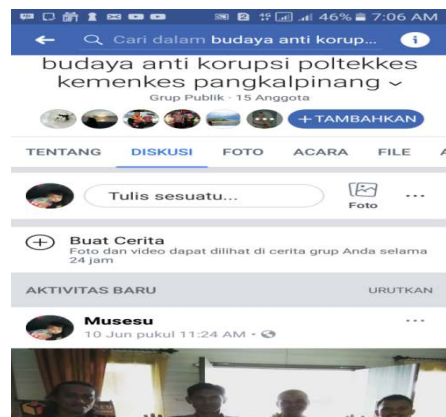 46% 7:06 AM
Cari dalam budaya anti korup...
budaya anti korupsi poltekkes
kemenkes pangkalpinang
Grup Publik · 15 Anggota
+ TAMBAHKAN
TENTANG DISKUSI FOTO ACARA FILE A
Tulis sesuatu...
Foto
Buat Cerita
Foto dan video dapat dilihat di cerita grup Anda selama
24 jam
AKTIVITAS BARU URUTKAN
Musesu
10 Jun pukul 11:24 AM ·